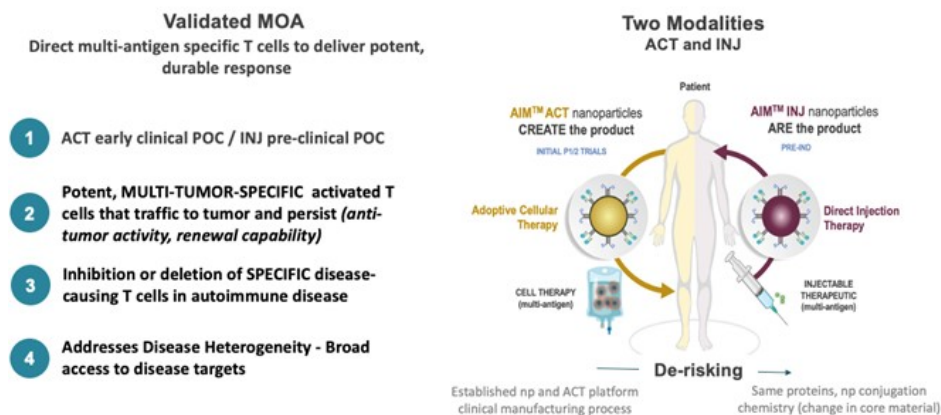 Validated MOA
Direct multi-antigen specific T cells to deliver potent,
durable response
1
ACT early clinical POC / INJ pre-clinical POC
2
Potent, MULTI-TUMOR-SPECIFIC activated T
cells that traffic to tumor and persist (anti-
tumor activity, renewal capability)
3
Inhibition or deletion of SPECIFIC disease-
causing T cells in autoimmune disease
4
Addresses Disease Heterogeneity - Broad
access to disease targets
Two Modalities
ACT and INJ
Patient
AIM™ ACT nanoparticles
CREATE the product
INITIAL P1/2 TRIALS
AIM™ INJ nanoparticles
ARE the product
PRE-IND
Adoptive Cellular
Therapy
Direct Injection
Therapy
CELL THERAPY
(multi-antigen)
INJECTABLE
THERAPEUTIC
(multi-antigen)
De-risking
Established np and ACT platform
clinical manufacturing process
Same proteins, np conjugation
chemistry (change in core material)